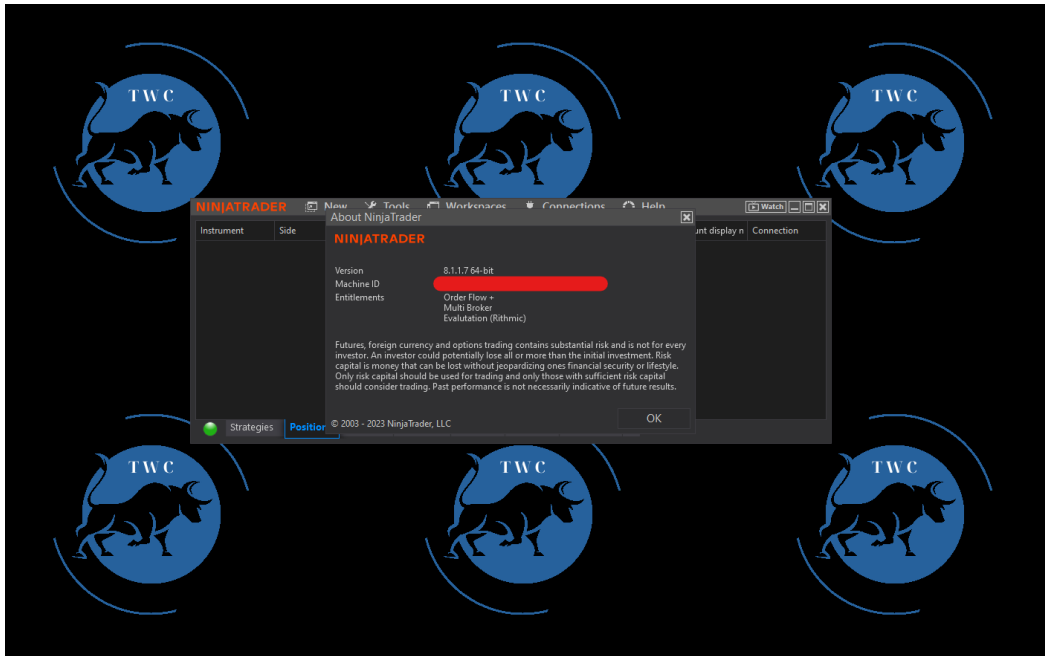 TWC
TWC
TWC
NINJATRADER
New
Tools
Workspaces
Connections
Help
Watch
About NinjaTrader
Instrument
Side
unt display n
Connection
NINJATRADER
Version
8.1.1.7 64-bit
Machine ID
Entitlements
Order Flow +
Multi Broker
Evalutation (Rithmic)
Futures, foreign currency and options trading contains substantial risk and is not for every
investor. An investor could potentially lose all or more than the initial investment. Risk
capital is money that can be lost without jeopardizing ones financial security or lifestyle.
Only risk capital should be used for trading and only those with sufficient risk capital
should consider trading. Past performance is not necessarily indicative of future results.
OK
© 2003 - 2023 NinjaTrader, LLC
Strategies
Position
TWC
TWC
TWC